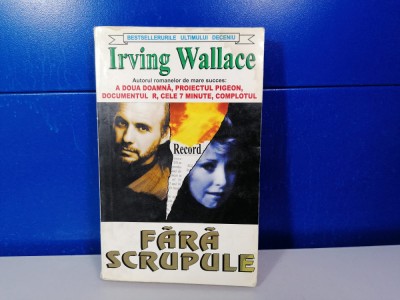 BESTSELLERURILE ULTIMULUI DECENIU
Irving Wallace
Autorul romanelor de mare succes:
A DOUA DOAMNĂ, PROIECTUL PIGEON,
DOCUMENTUL R, CELE 7 MINUTE, COMPLOTUL
Record
FĂRĂ
SCRUPULE